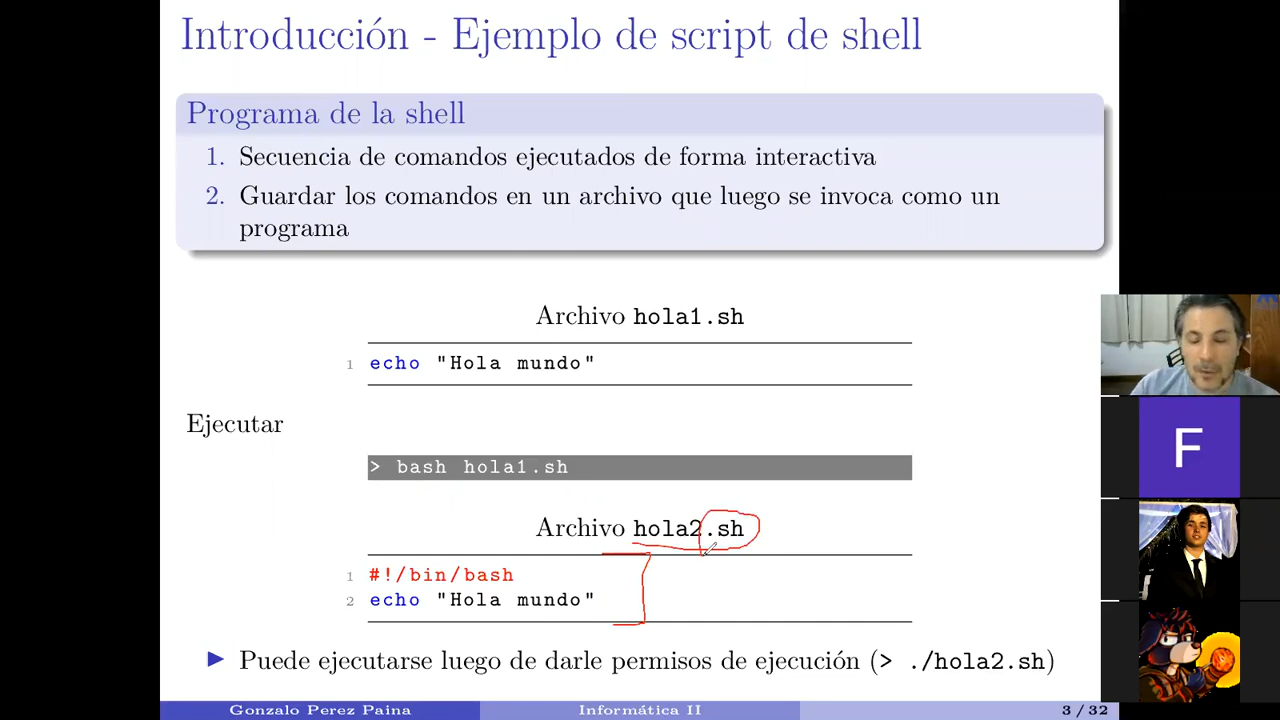 Introducción - Ejemplo de script de shell
Programa de la shell
1. Secuencia de comandos ejecutados de forma interactiva
2. Guardar los comandos en un archivo que luego se invoca como un
programa
Archivo hola1.sh
1 echo "Hola mundo"
Ejecutar
> bash hola1.sh
Archivo hola2.sh
1 #!/bin/bash
2 echo "Hola mundo"
Puede ejecutarse luego de darle permisos de ejecución (> ./hola2.sh)
Gonzalo Perez Paina Informática II 3 / 32
F